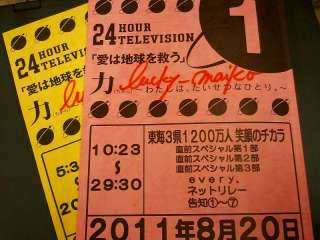 24 HOUR
TELEVISION
「愛は地球を救う」
力
5:3
24 HOUR
TELEVISION
1
「愛は地球を救う」
力
～わたしは、たいせつなひとり。～
lucky-maiko
10:23
～
29:30
東海3県1200万人 笑顔のチカラ
直前スペシャル第1部
直前スペシャル第2部
直前スペシャル第3部
every.
ネットリレー
告知①～⑦
2011年8月20日